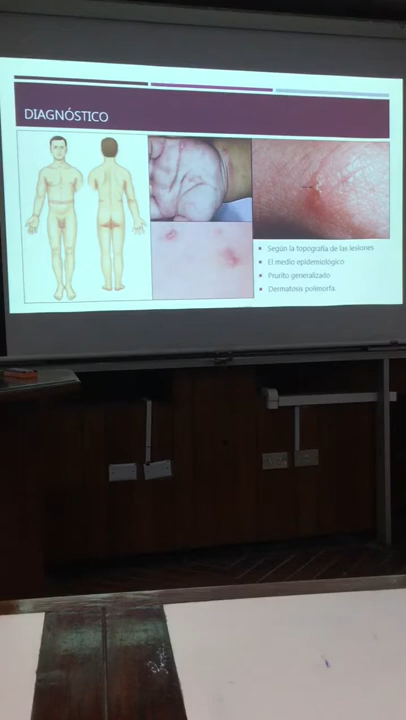 DIAGNÓSTICO
Según la topografía de las lesiones
El medio epidemiológico
Prurito generalizado
Dermatosis polimorfa.